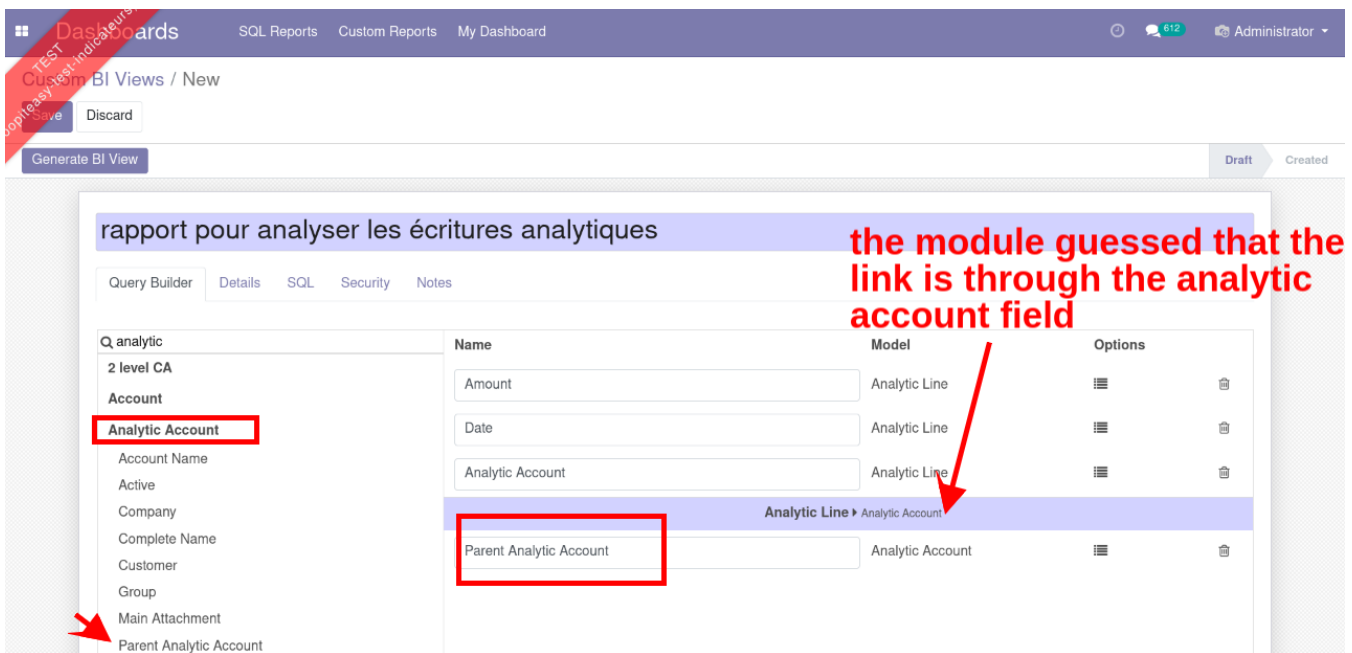 Dashboards SQL Reports Custom Reports My Dashboard 612 Administrator
TEST
Custom BI Views / New
Save Discard
Generate BI View Draft Created
rapport pour analyser les écritures analytiques
the module guessed that the
link is through the analytic
account field
Query Builder Details SQL Security Notes
analytic Name Model Options
2 level CA
Amount Analytic Line
Account
Analytic Account
Date Analytic Line
Account Name
Analytic Account Analytic Line
Active
Company
Analytic Line Analytic Account
Complete Name
Parent Analytic Account Analytic Account
Customer
Group
Main Attachment
Parent Analytic Account